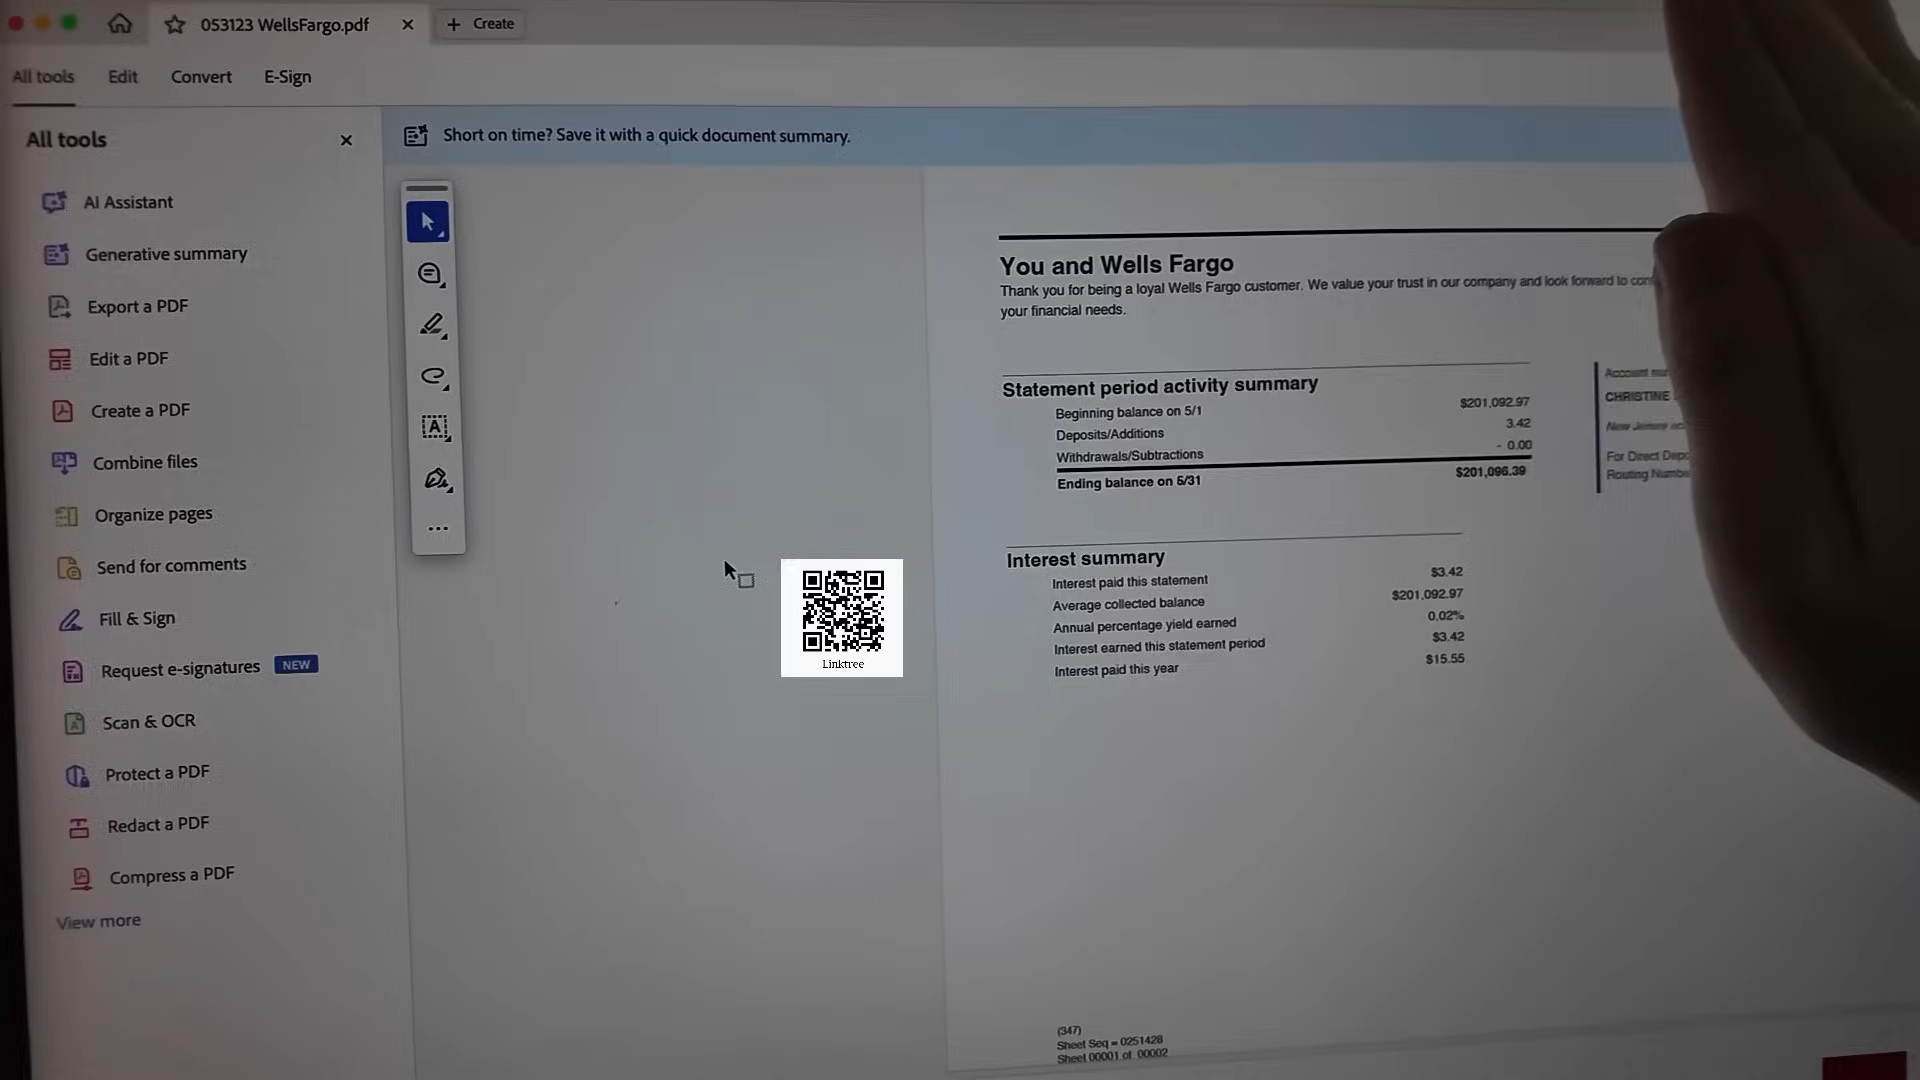 053123 WellsFargo.pdf
Create
All tools
Edit
Convert
E-Sign
All tools
Short on time? Save it with a quick document summary.
AI Assistant
Generative summary
Export a PDF
Edit a PDF
Create a PDF
Combine files
Organize pages
Send for comments
Fill & Sign
Request e-signatures NEW
Scan & OCR
Protect a PDF
Redact a PDF
Compress a PDF
View more
Linktree
You and Wells Fargo
Thank you for being a loyal Wells Fargo customer. We value your trust in our company and look forward to
your financial needs.
Statement period activity summary
Beginning balance on 5/1 $201,092.97
Deposits/Additions 3.42
Withdrawals/Subtractions - 0.00
Ending balance on 5/31 $201,096.39
Account
CHRISTINE
New Jersey
For Direct
Routing
Interest summary
Interest paid this statement $3.42
Average collected balance $201,092.97
Annual percentage yield earned 0.02%
Interest earned this statement period $3.42
Interest paid this year $15.55
(347)
Sheet Seq = 0251428
Sheet 00001 of 00002